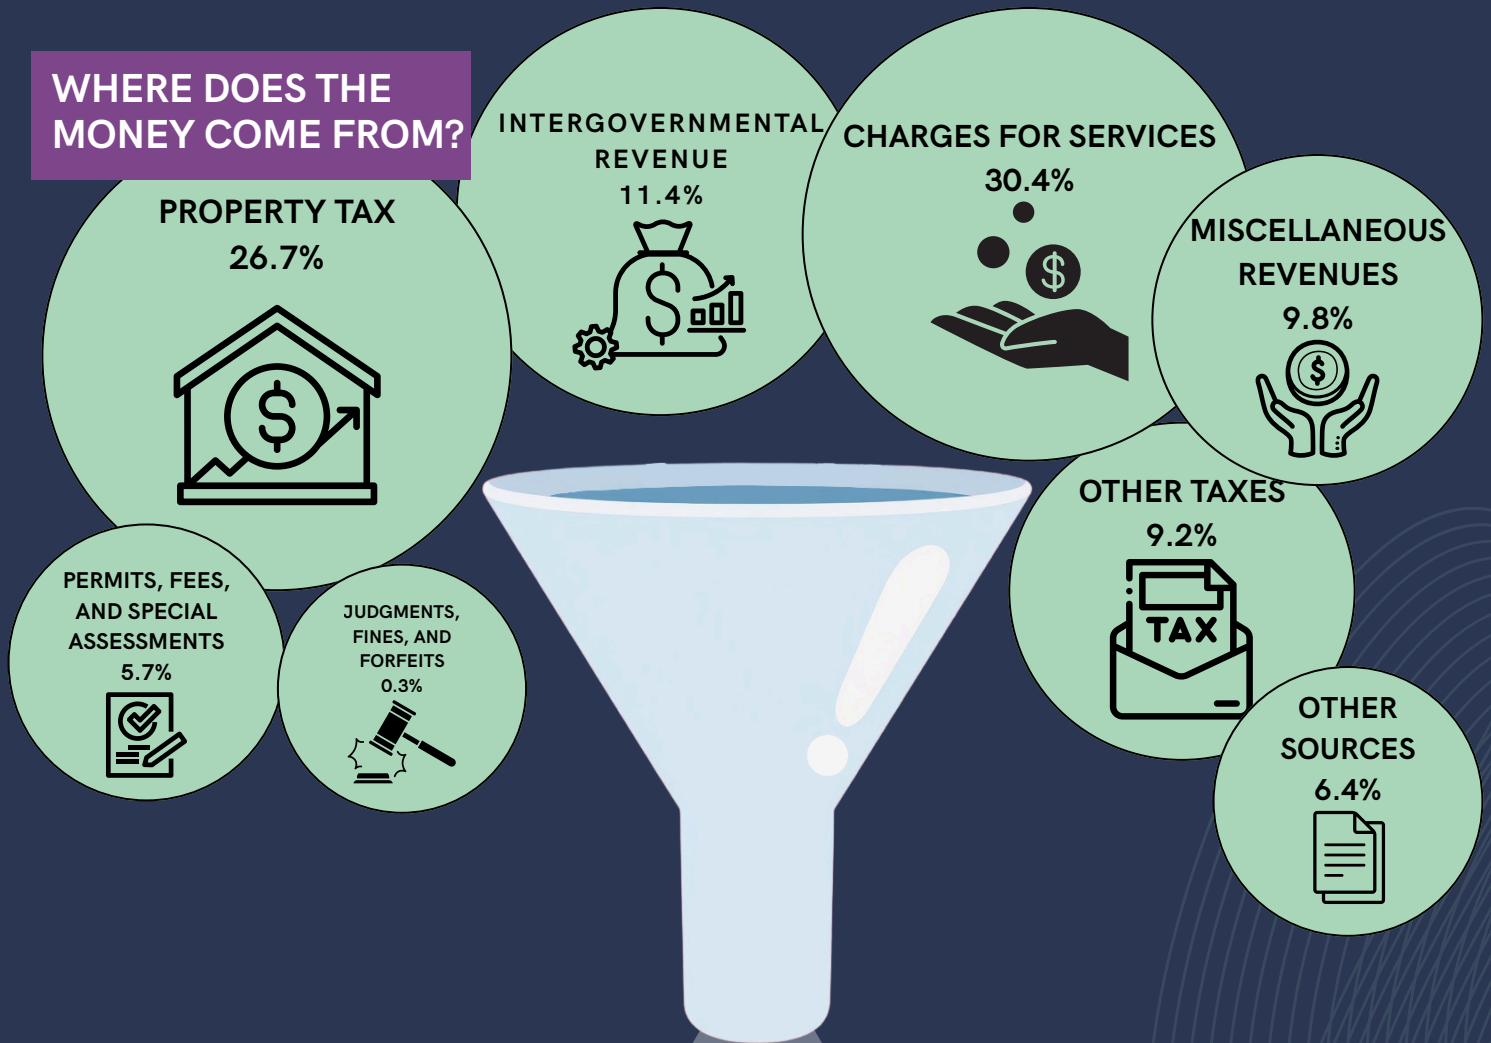 WHERE DOES THE
MONEY COME FROM?
PROPERTY TAX
26.7%
INTERGOVERNMENTAL
REVENUE
11.4%
CHARGES FOR SERVICES
30.4%
$
MISCELLANEOUS
REVENUES
9.8%
$
OTHER TAXES
9.2%
TAX
OTHER
SOURCES
6.4%
PERMITS, FEES,
AND SPECIAL
ASSESSMENTS
5.7%
JUDGMENTS,
FINES, AND
FORFEITS
0.3%
$
$